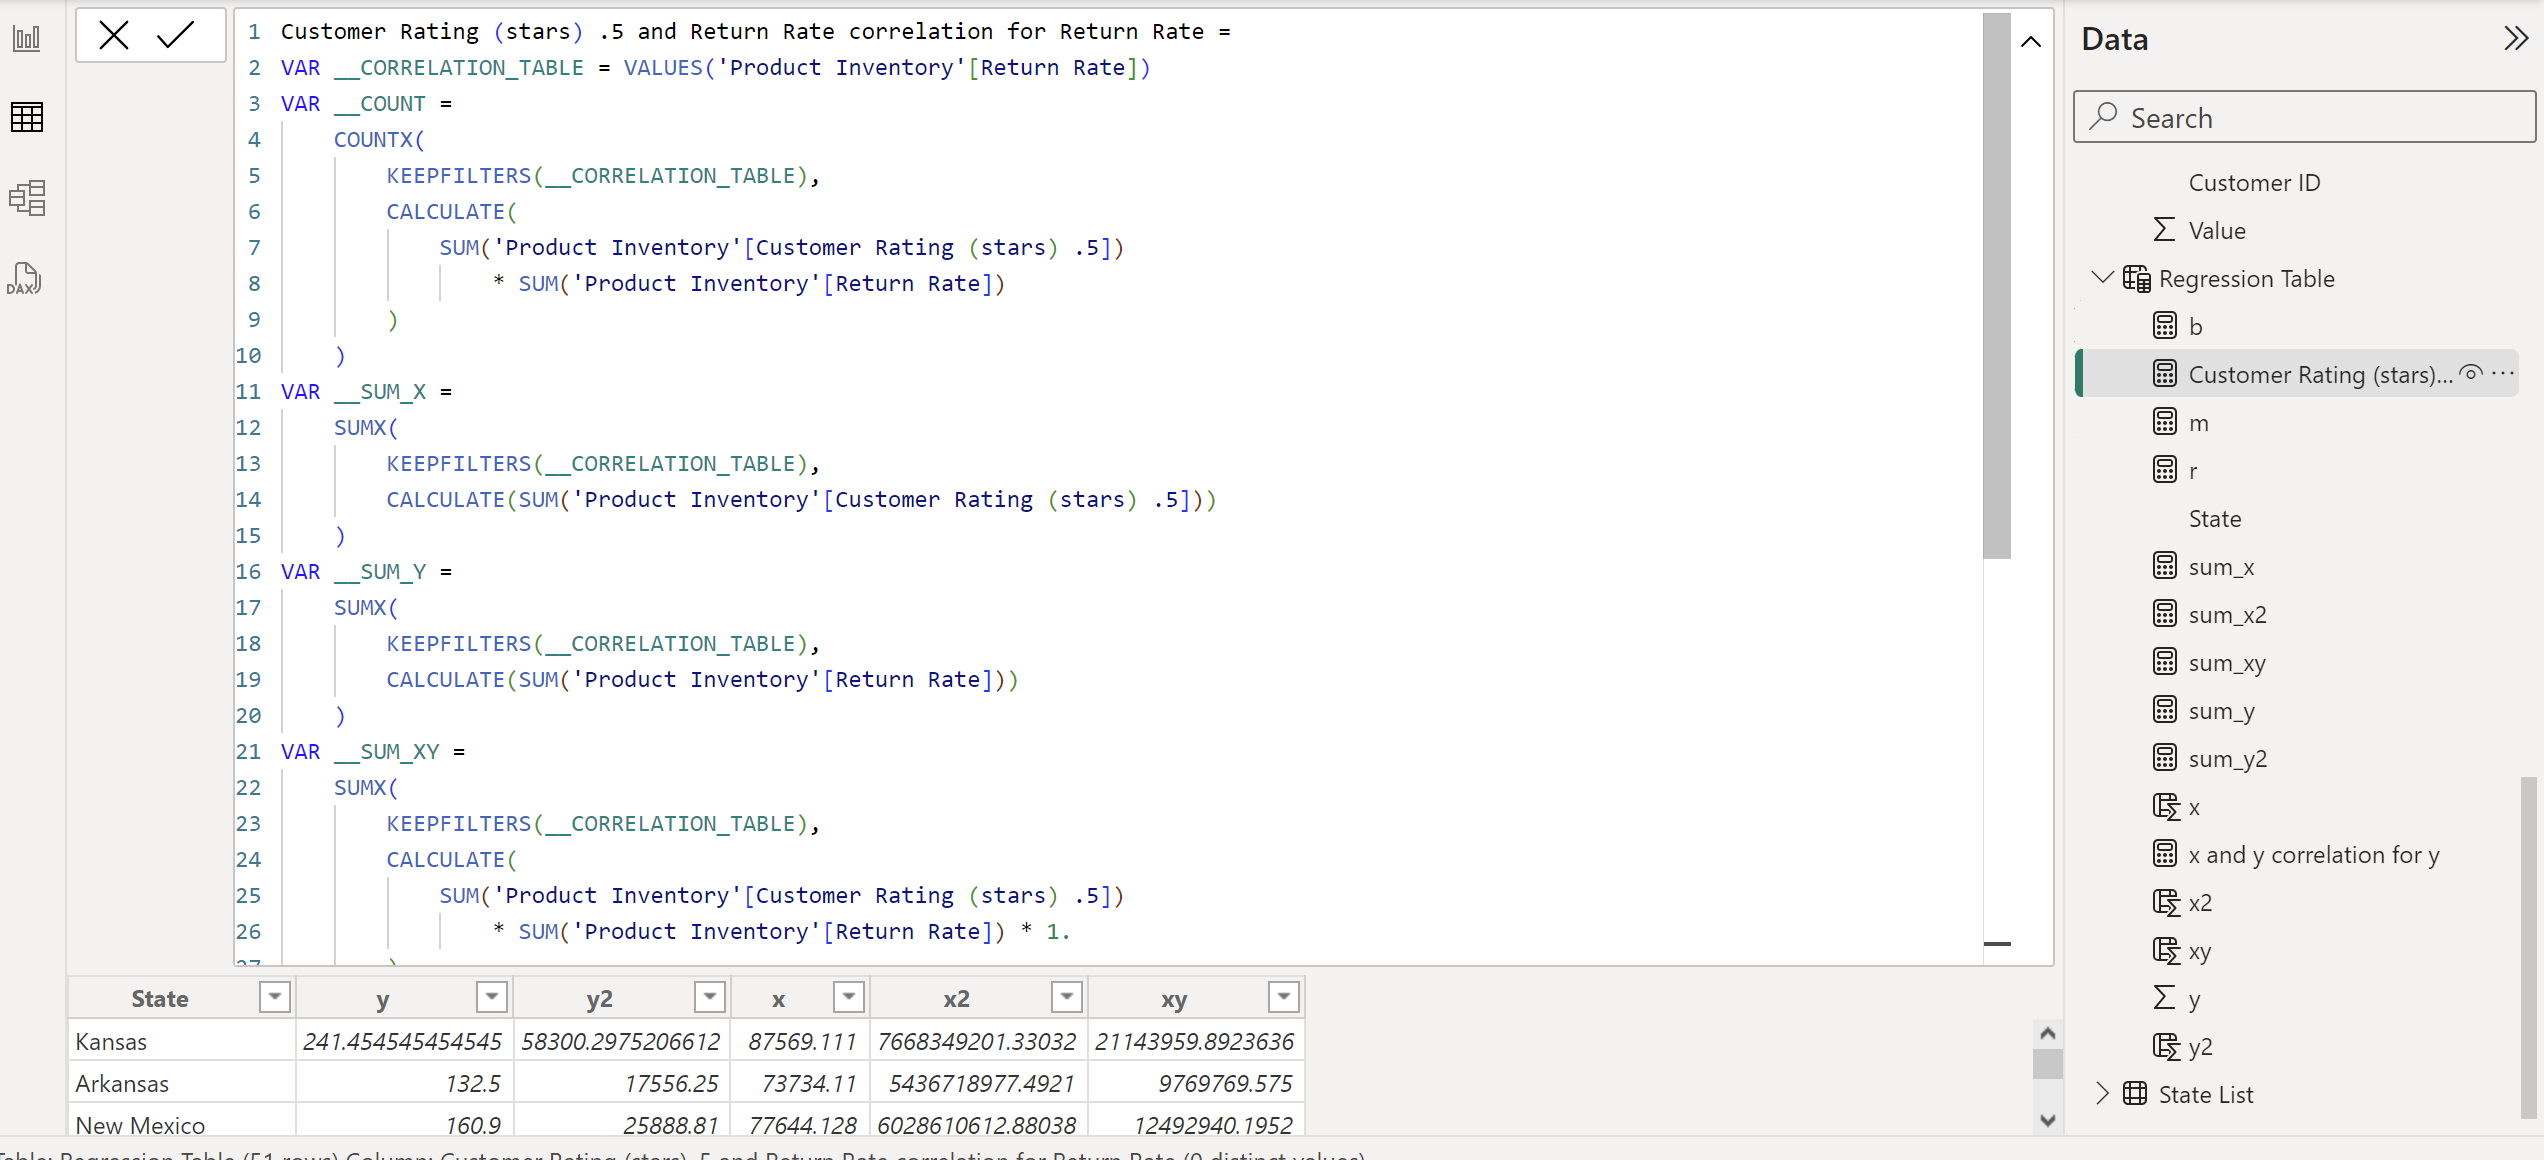 1 Customer Rating (stars) .5 and Return Rate correlation for Return Rate =
2 VAR __CORRELATION_TABLE = VALUES('Product Inventory'[Return Rate])
3 VAR __COUNT =
4 COUNTX(
5 KEEPFILTERS(__CORRELATION_TABLE),
6 CALCULATE(
7 SUM('Product Inventory'[Customer Rating (stars) .5])
8 * SUM('Product Inventory'[Return Rate])
9 )
10 )
11 VAR __SUM_X =
12 SUMX(
13 KEEPFILTERS(__CORRELATION_TABLE),
14 CALCULATE(SUM('Product Inventory'[Customer Rating (stars) .5]))
15 )
16 VAR __SUM_Y =
17 SUMX(
18 KEEPFILTERS(__CORRELATION_TABLE),
19 CALCULATE(SUM('Product Inventory'[Return Rate]))
20 )
21 VAR __SUM_XY =
22 SUMX(
23 KEEPFILTERS(__CORRELATION_TABLE),
24 CALCULATE(
25 SUM('Product Inventory'[Customer Rating (stars) .5])
26 * SUM('Product Inventory'[Return Rate]) * 1.
27 )
DAX
State y y2 x x2 xy
Kansas 241.454545454545 58300.2975206612 87569.111 7668349201.33032 21143959.8923636
Arkansas 132.5 17556.25 73734.11 5436718977.4921 9769769.575
New Mexico 160.9 25888.81 77644.128 6028610612.88038 12492940.1952
Table: Regression Table (51 rows) Column: Customer Rating (stars) .5 and Return Rate correlation for Return Rate (0 distinct values)
Data
Search
Customer ID
Value
Regression Table
b
Customer Rating (stars)...
m
r
State
sum_x
sum_x2
sum_xy
sum_y
sum_y2
x
x and y correlation for y
x2
xy
y
y2
State List